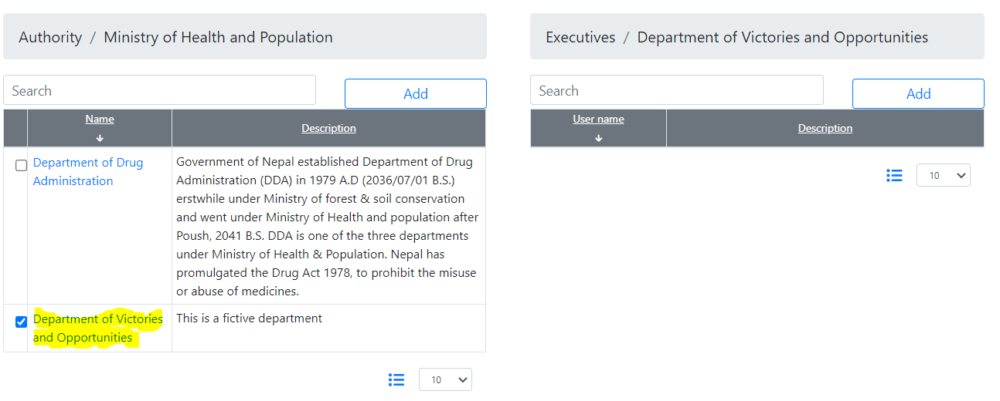 Authority / Ministry of Health and Population
Search
Add
Name
Description
Department of Drug
Administration
Government of Nepal established Department of Drug
Administration (DDA) in 1979 A.D (2036/07/01 B.S.)
erstwhile under Ministry of forest & soil conservation
and went under Ministry of Health and population after
Poush, 2041 B.S. DDA is one of the three departments
under Ministry of Health & Population. Nepal has
promulgated the Drug Act 1978, to prohibit the misuse
or abuse of medicines.
Department of Victories
and Opportunities
This is a fictive department
10
Executives / Department of Victories and Opportunities
Search
Add
User name
Description
10